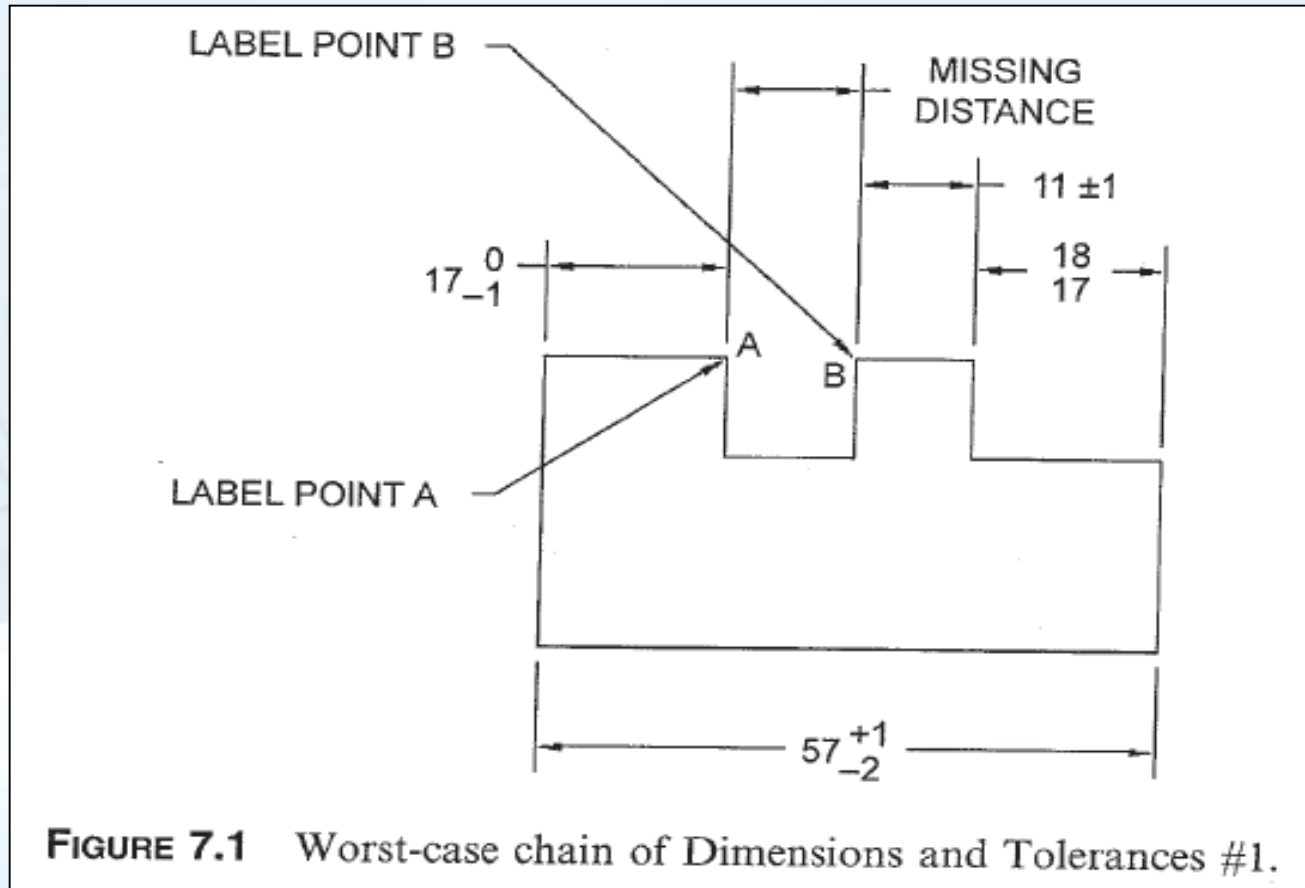 LABEL POINT B
MISSING
DISTANCE
11 ±1
17 0 –1
18
17
A
B
LABEL POINT A
57 +1 –2
FIGURE 7.1 Worst-case chain of Dimensions and Tolerances #1.